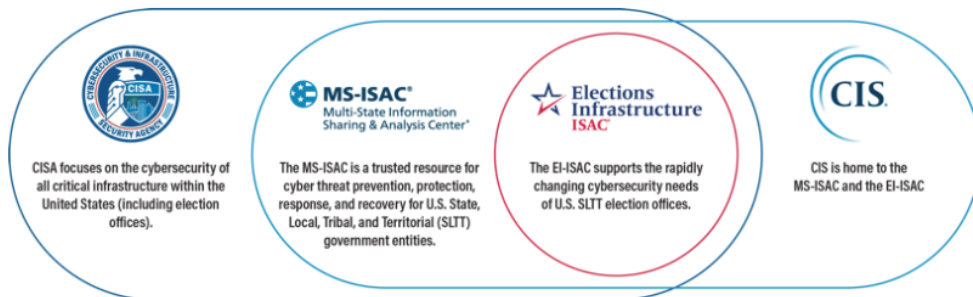 CYBERSECURITY & INFRASTRUCTURE
CISA
SECURITY AGENCY
CISA focuses on the cybersecurity of
all critical infrastructure within the
United States (including election
offices).
MS-ISAC®
Multi-State Information
Sharing & Analysis Center®
The MS-ISAC is a trusted resource for
cyber threat prevention, protection,
response, and recovery for U.S. State,
Local, Tribal, and Territorial (SLTT)
government entities.
Elections
Infrastructure
ISAC®
The EI-ISAC supports the rapidly
changing cybersecurity needs
of U.S. SLTT election offices.
CIS®
CIS is home to the
MS-ISAC and the EI-ISAC